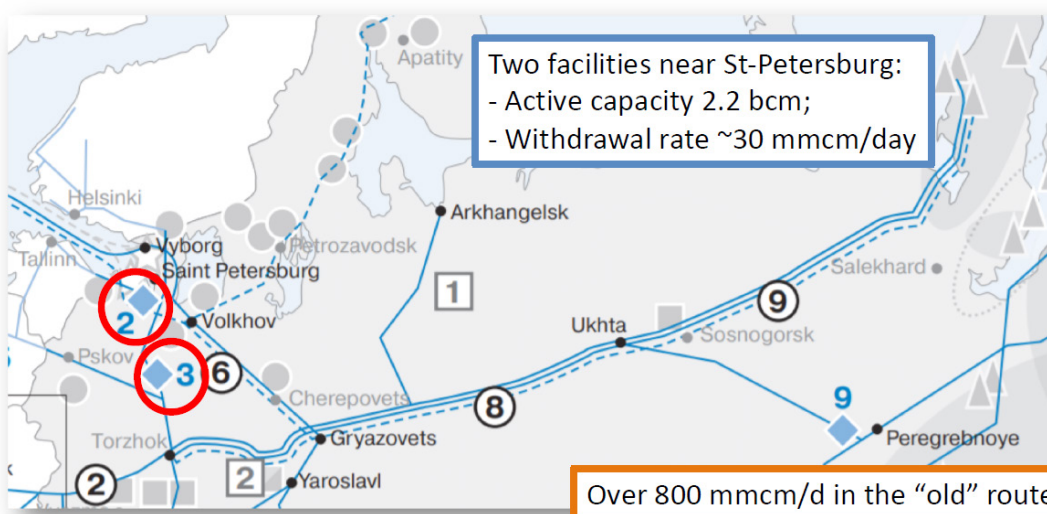 Apatity
Two facilities near St-Petersburg:
- Active capacity 2.2 bcm;
- Withdrawal rate ~30 mmcm/day
Helsinki
Arkhangelsk
Vyborg
Petrozavodsk
Tallinn
Saint Petersburg
Salekhard
1
9
2
Volkhov
Ukhta
Sosnogorsk
Pskov
3
6
Cherepovets
8
9
Torzhok
Gryazovets
Peregrebnoye
2
2
Yaroslavl
Over 800 mmcm/d in the "old" route